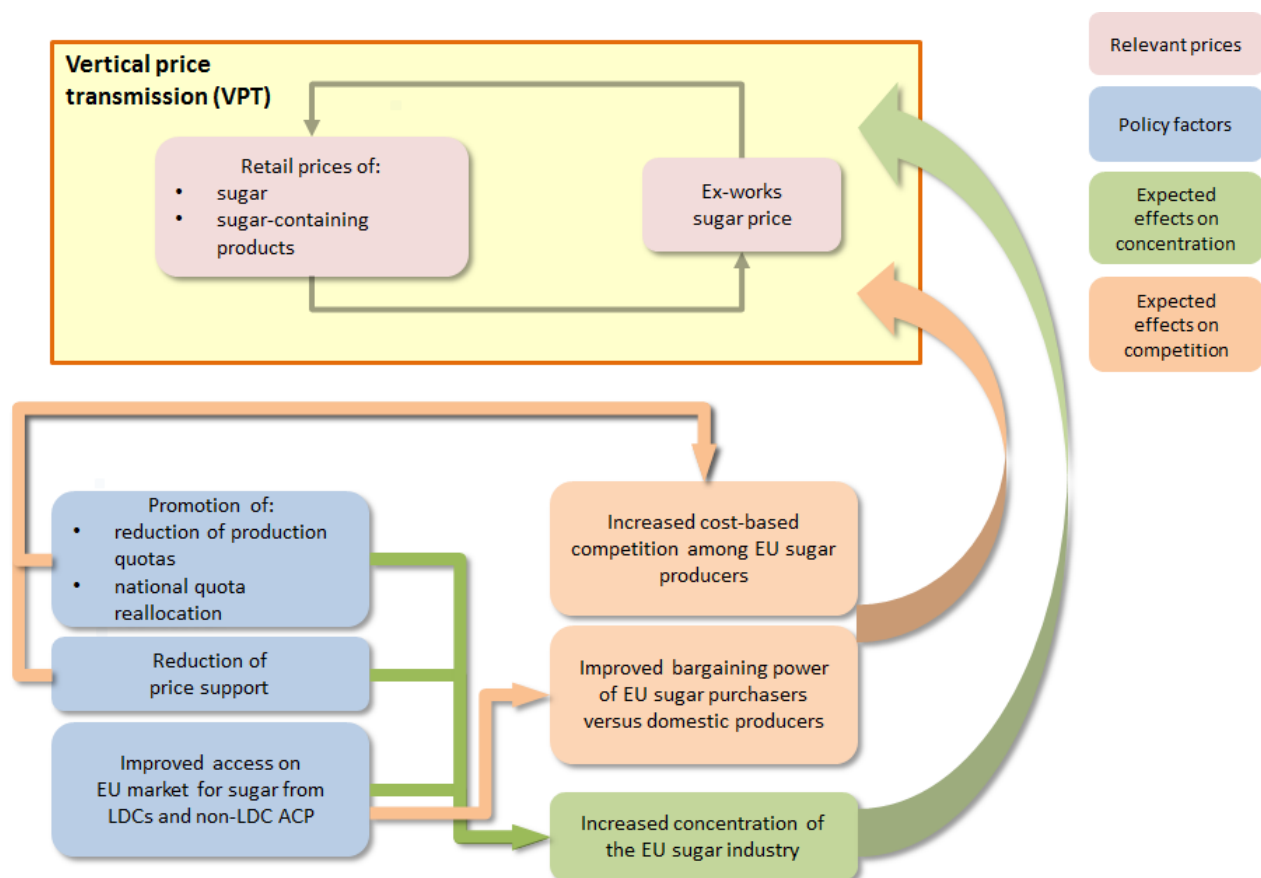 Vertical price
transmission (VPT)
Retail prices of:
• sugar
• sugar-containing
products
Ex-works
sugar price
Relevant prices
Policy factors
Expected
effects on
concentration
Expected
effects on
competition
Promotion of:
• reduction of production
quotas
• national quota
reallocation
Reduction of
price support
Improved access on
EU market for sugar from
LDCs and non-LDC ACP
Increased cost-based
competition among EU sugar
producers
Improved bargaining power
of EU sugar purchasers
versus domestic producers
Increased concentration of
the EU sugar industry